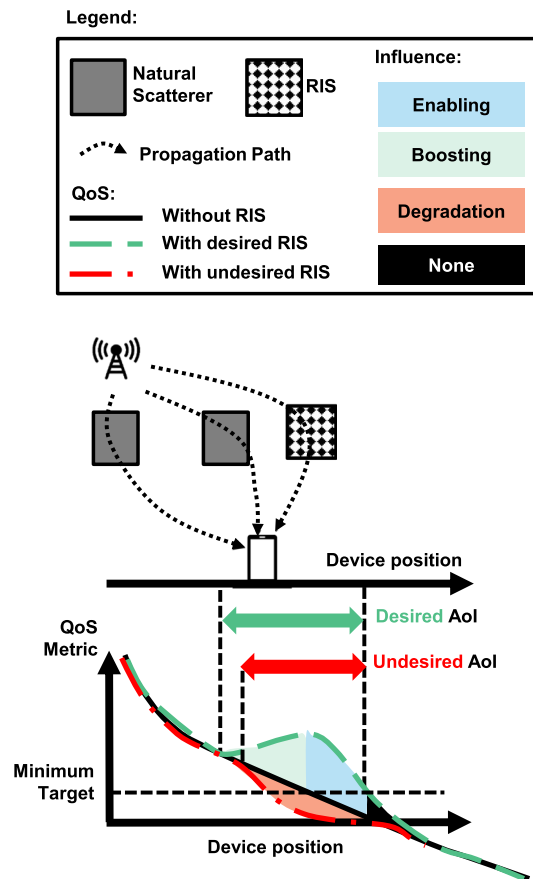 Legend:
Natural
Scatterer
RIS
Propagation Path
QoS:
Without RIS
With desired RIS
With undesired RIS
Influence:
Enabling
Boosting
Degradation
None
Device position
Desired AoI
Undesired AoI
QoS
Metric
Minimum
Target
Device position